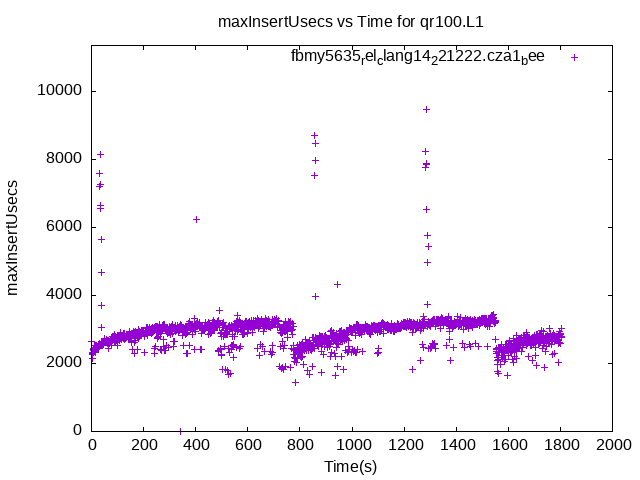 maxInsertUsecs vs Time for qr100.L1
fbmy5635relclang14221222.cza1bee
10000
8000
6000
4000
2000
0
maxInsertUsecs
0 200 400 600 800 1000 1200 1400 1600 1800 2000
Time(s)